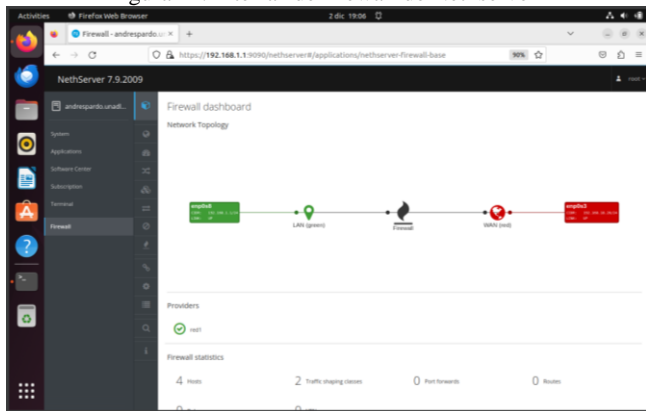 Activities Firefox Web Browser 2 dic 19:06
Firewall - andrespardo.u
https://192.168.1.1:9090/nethserver#/applications/nethserver-firewall-base 90%
NethServer 7.9.2009 root
andrespardo.unadl... Firewall dashboard
Network Topology
System
Applications
Software Center
Subscription
Terminal
Firewall
enp0s8 enp0s3
LAN (green) Firewall WAN (red)
Providers
red1
Firewall statistics
4 Hosts 2 Traffic shaping classes 0 Port forwards 0 Routes